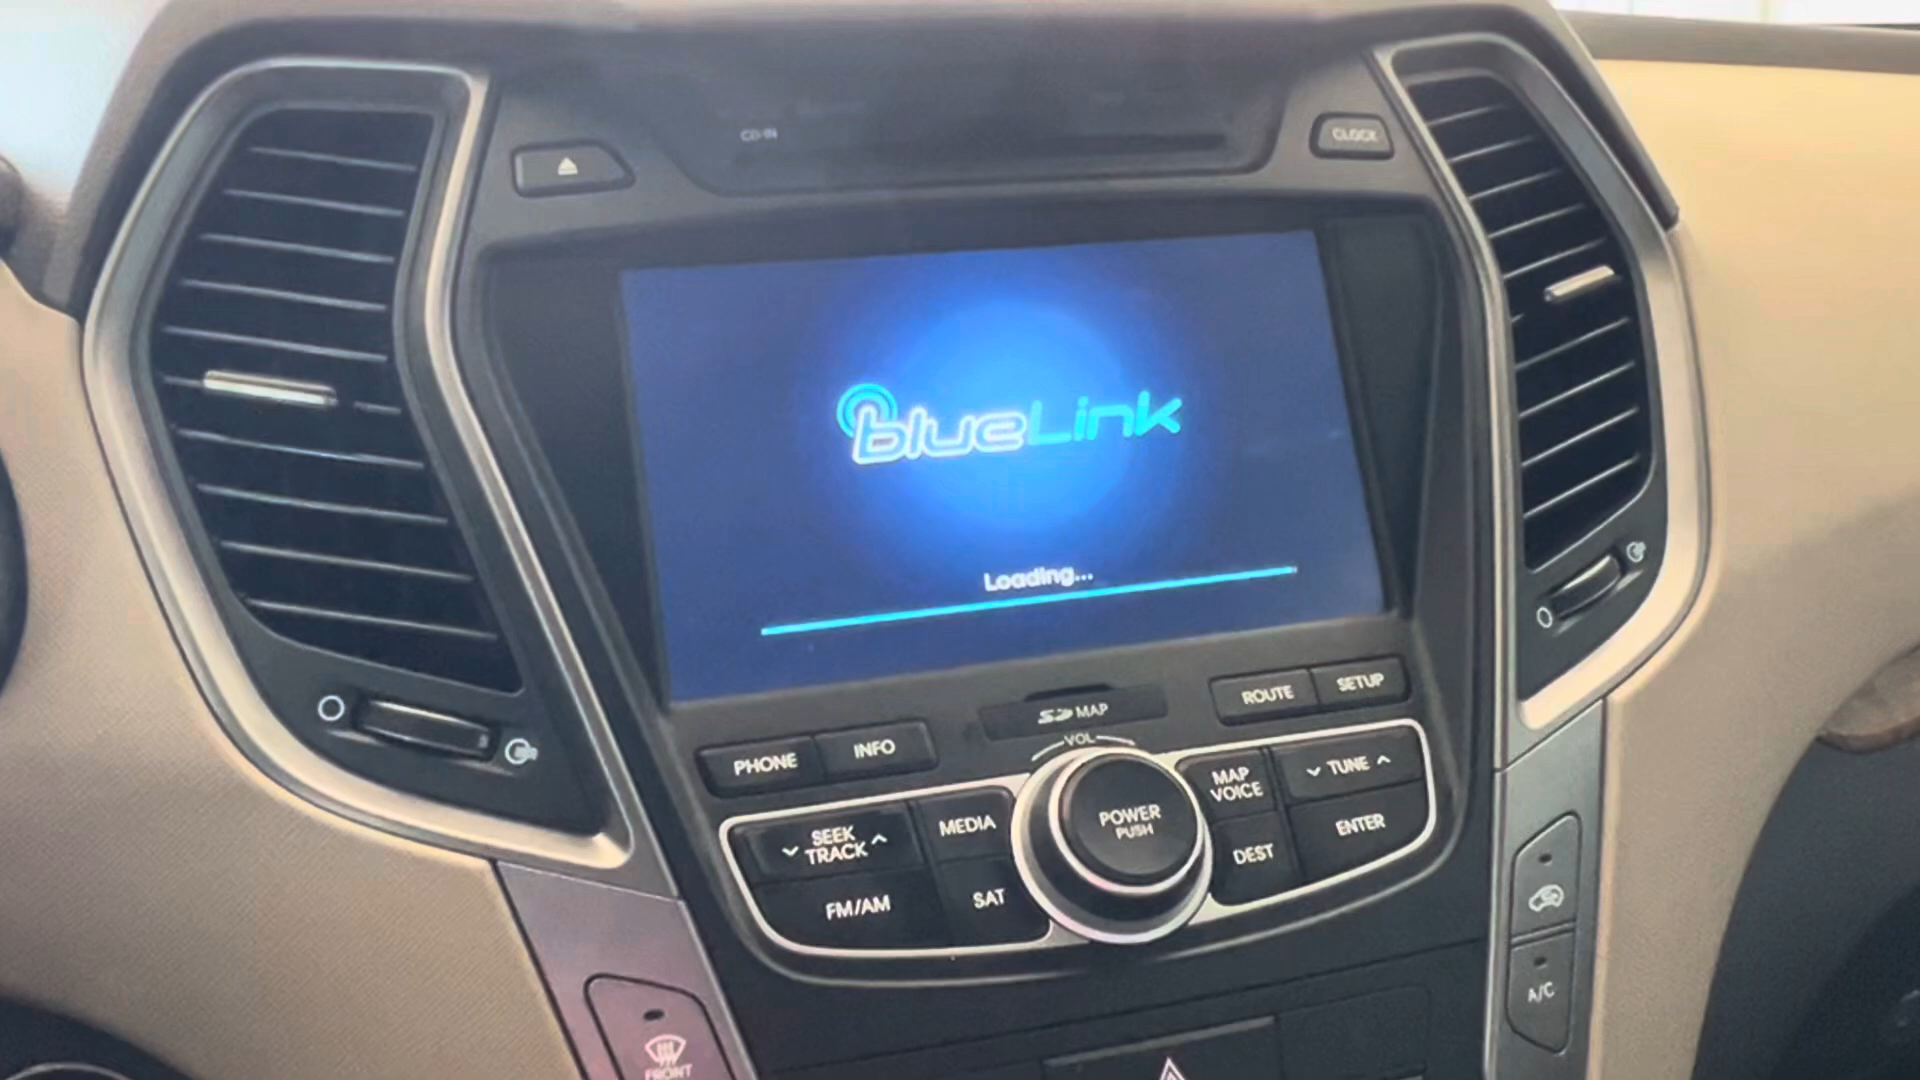 CD-IN
CLOCK
blueLink
Loading...
SD MAP
ROUTE
SETUP
PHONE
INFO
VOL
SEEK
TRACK
MEDIA
POWER
PUSH
MAP
VOICE
TUNE
FM/AM
SAT
DEST
ENTER
A/C
FRONT